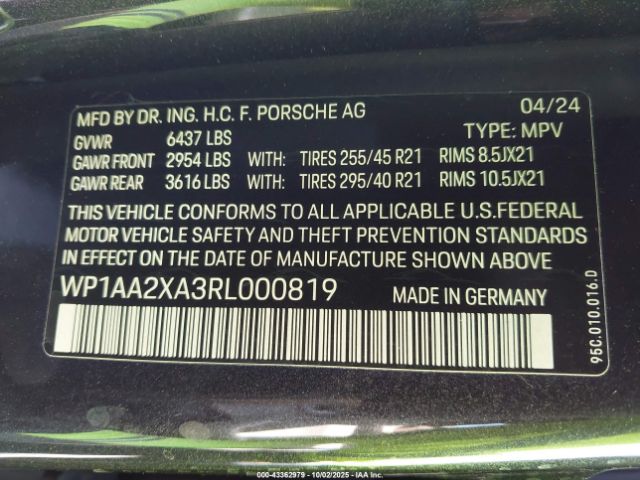 MFD BY DR. ING. H.C. F. PORSCHE AG 04/24
GVWR 6437 LBS TYPE: MPV
GAWR FRONT 2954 LBS WITH: TIRES 255/45 R21 RIMS 8.5JX21
GAWR REAR 3616 LBS WITH: TIRES 295/40 R21 RIMS 10.5JX21
THIS VEHICLE CONFORMS TO ALL APPLICABLE U.S.FEDERAL
MOTOR VEHICLE SAFETY AND THEFT PREVENTION STANDARDS
IN EFFECT ON THE DATE OF MANUFACTURE SHOWN ABOVE
WP1AA2XA3RL000819 MADE IN GERMANY
95C.010.016.D
000-43362979 - 10/02/2025 - IAAI.COM